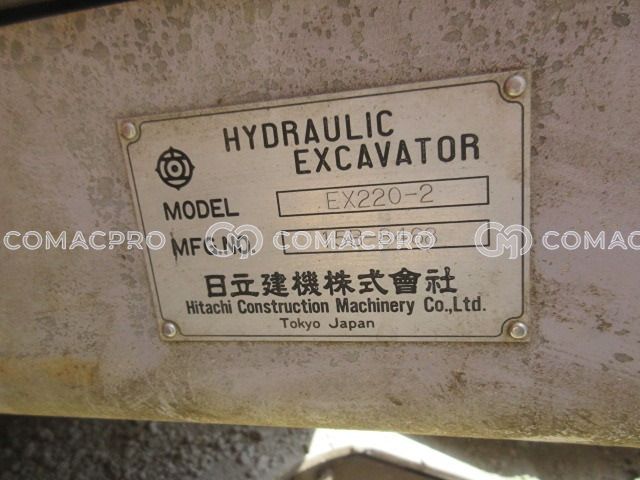 HYDRAULIC
EXCAVATOR
MODEL EX220-2
MFG.NO.
COMACPRO COMACPRO
日立建機株式會社
Hitachi Construction Machinery Co.,Ltd.
Tokyo Japan